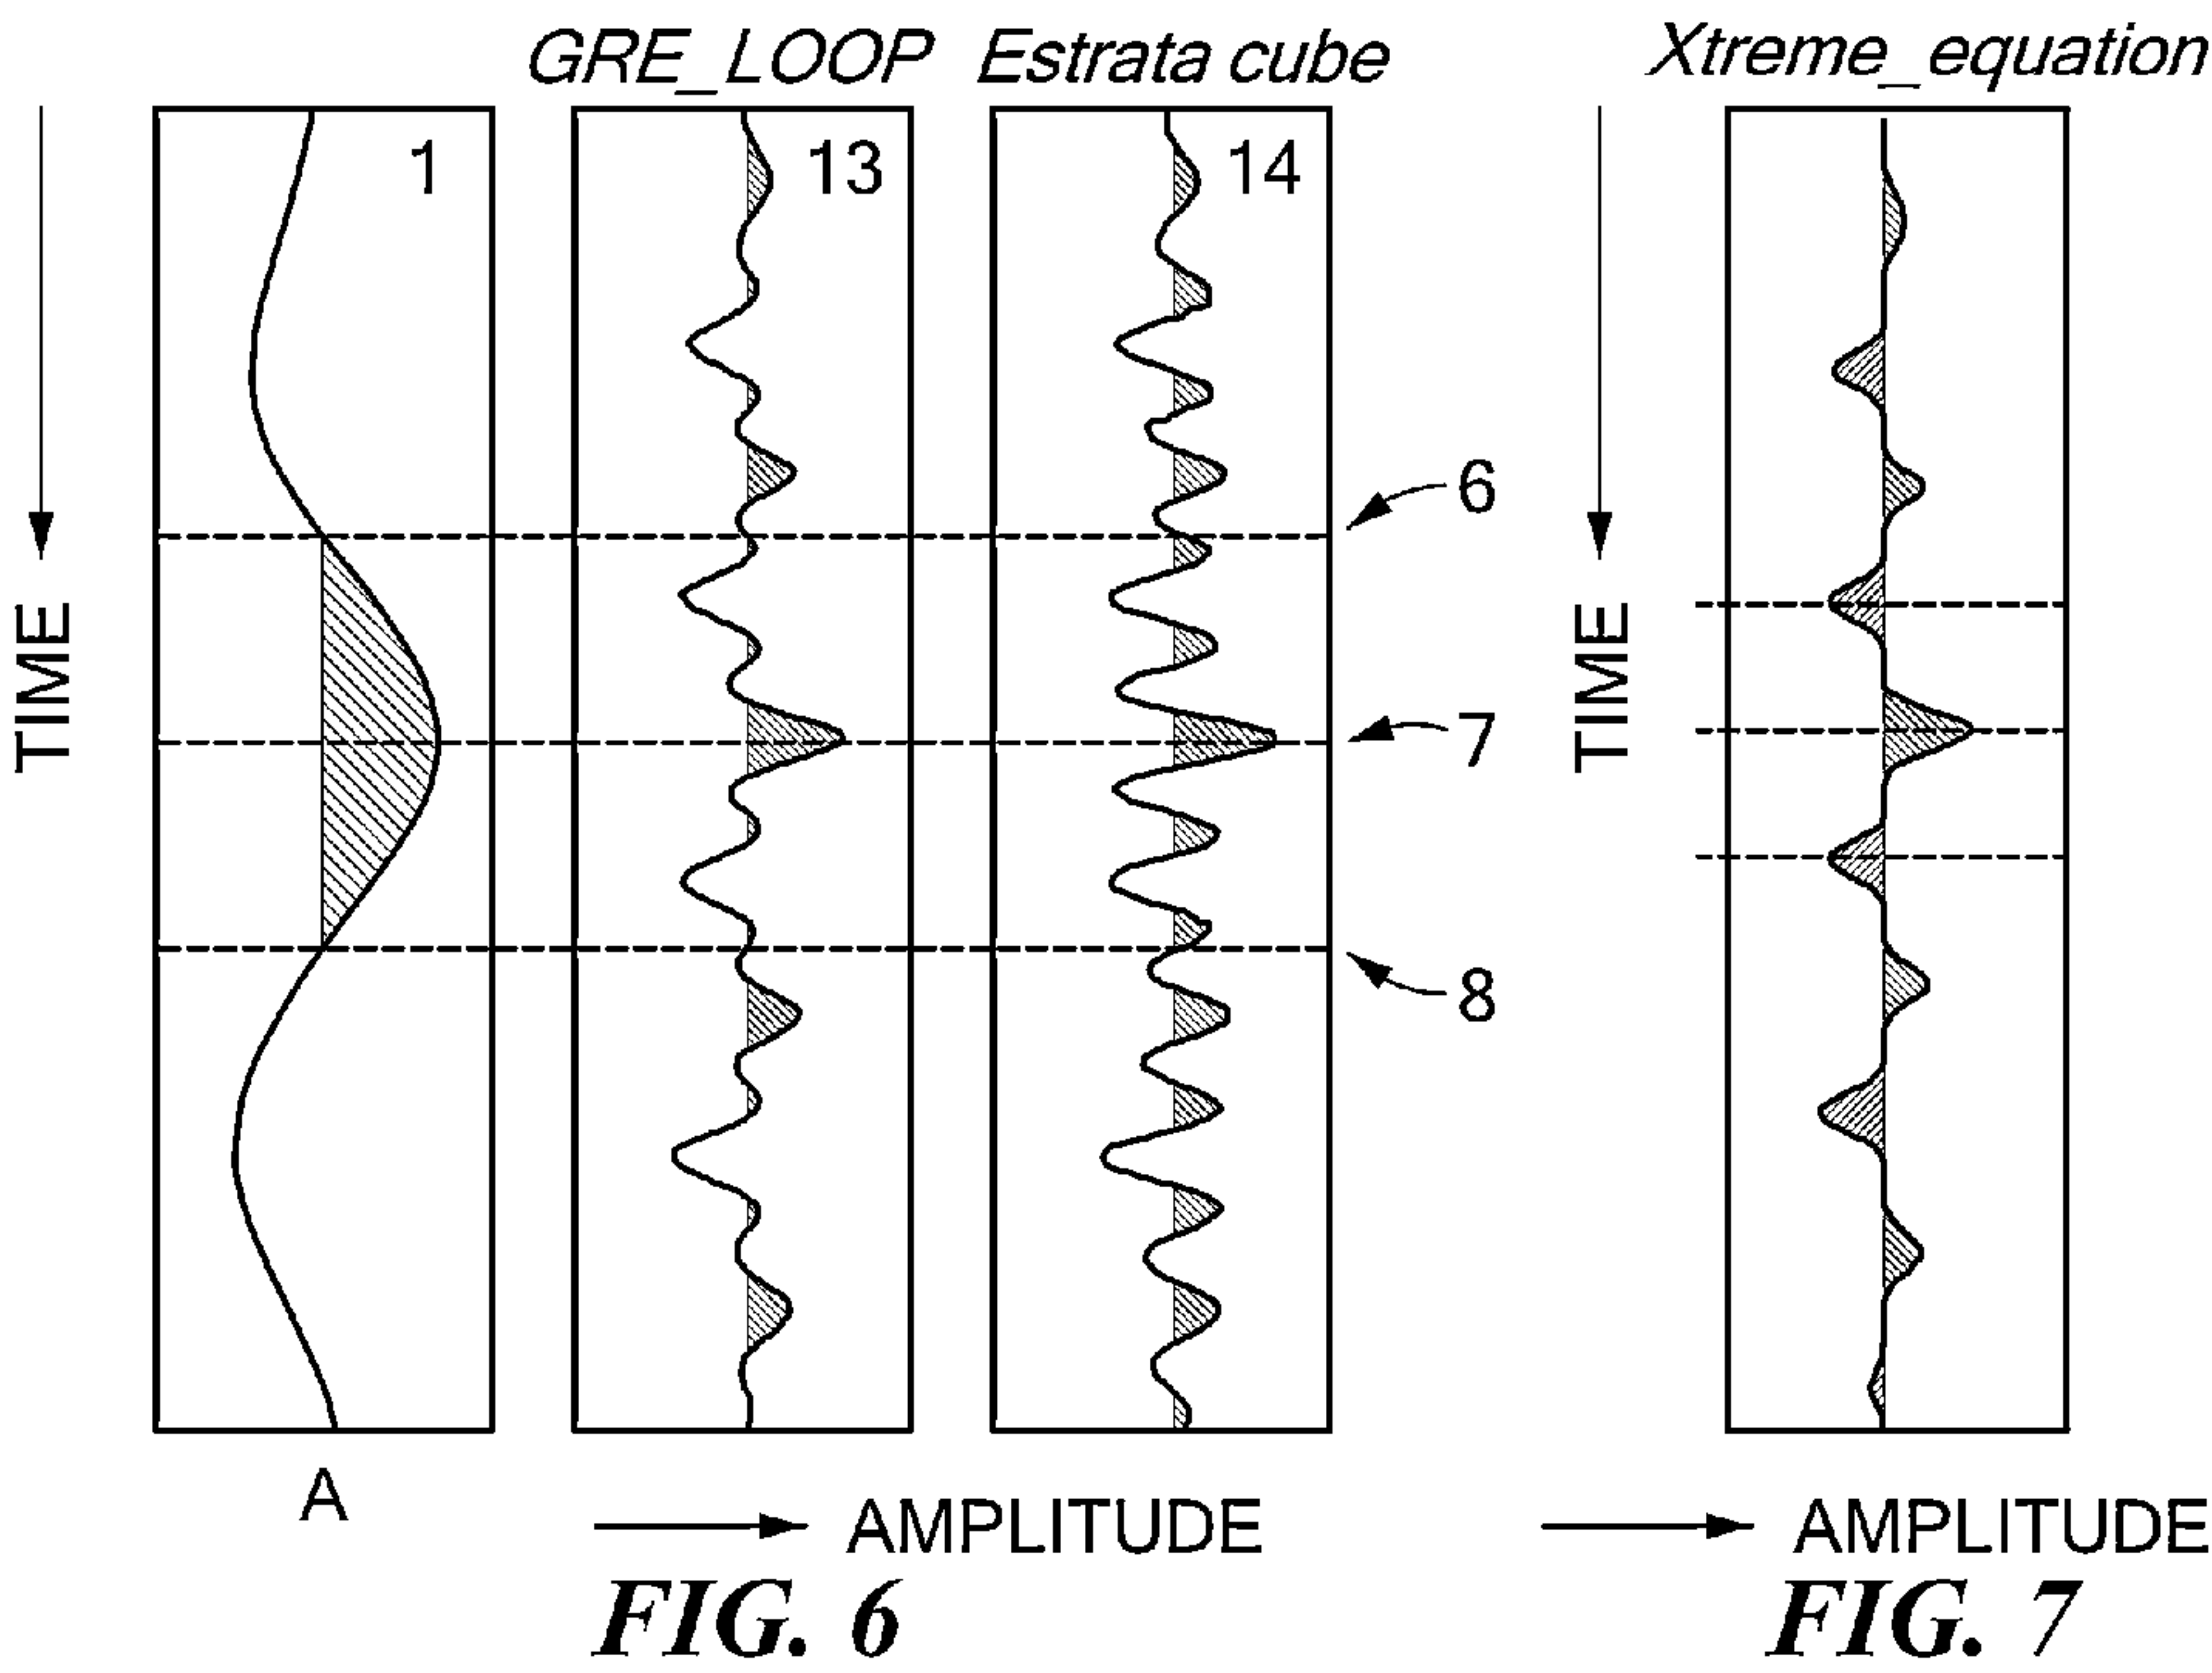 GRE_LOOP Estrata cube Xtreme_equation
1 13 14
6
TIME TIME
7
8
A
AMPLITUDE AMPLITUDE
FIG. 6 FIG. 7